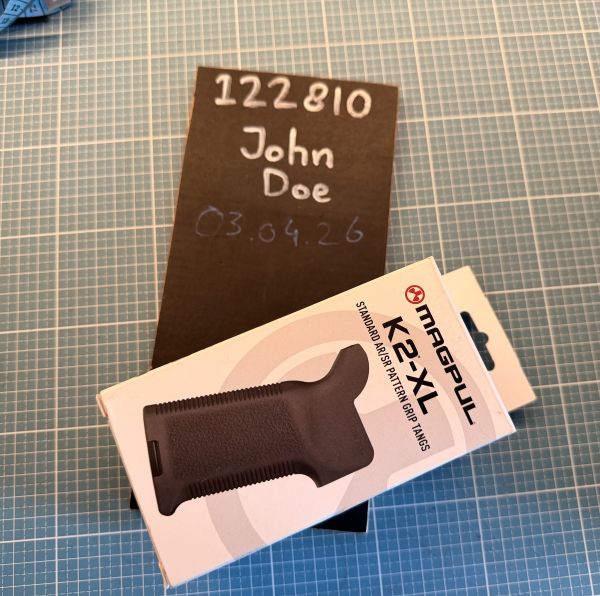 122810
John
Doe
03.04.26
MAGPUL
K2-XL
STANDARD AR/SR PATTERN GRIP TANGS